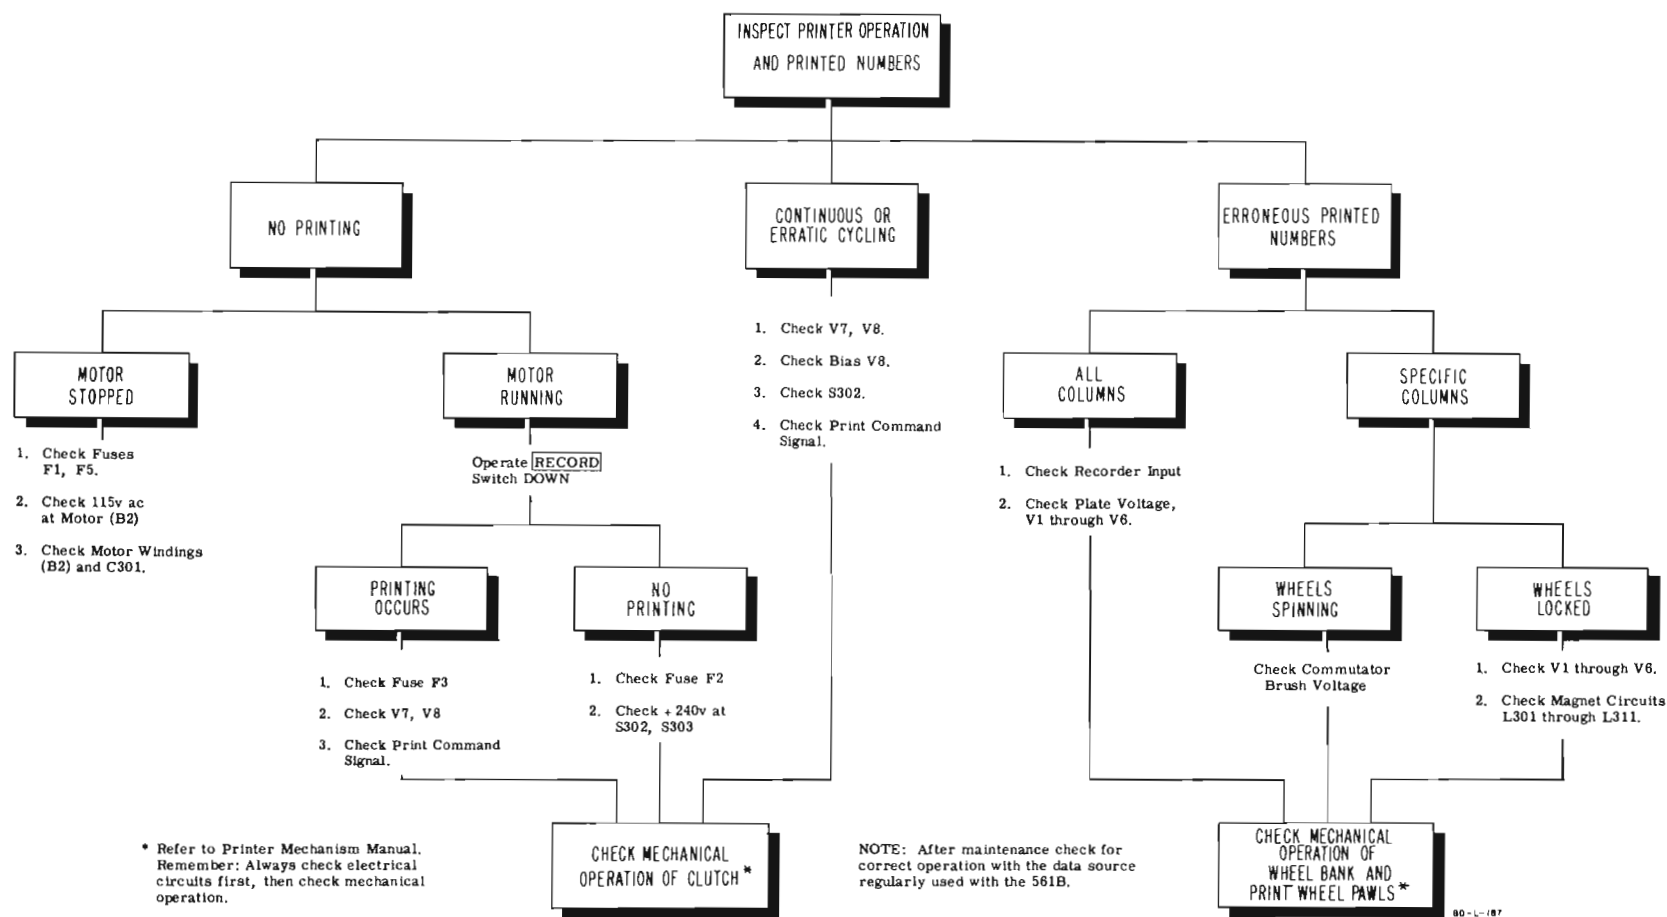 INSPECT PRINTER OPERATION
AND PRINTED NUMBERS
NO PRINTING
CONTINUOUS OR
ERRATIC CYCLING
ERRONEOUS PRINTED
NUMBERS
MOTOR
STOPPED
1. Check Fuses
F1, F5.
2. Check 115v ac
at Motor (B2)
3. Check Motor Windings
(B2) and C301.
MOTOR
RUNNING
Operate RECORD
Switch DOWN
PRINTING
OCCURS
1. Check Fuse F3
2. Check V7, V8
3. Check Print Command
Signal.
NO
PRINTING
1. Check Fuse F2
2. Check +240v at
S302, S303
1. Check V7, V8.
2. Check Bias V8.
3. Check S302.
4. Check Print Command
Signal.
ALL
COLUMNS
1. Check Recorder Input
2. Check Plate Voltage,
V1 through V6.
SPECIFIC
COLUMNS
WHEELS
SPINNING
Check Commutator
Brush Voltage
WHEELS
LOCKED
1. Check V1 through V6.
2. Check Magnet Circuits
L301 through L311.
* Refer to Printer Mechanism Manual.
Remember: Always check electrical
circuits first, then check mechanical
operation.
CHECK MECHANICAL
OPERATION OF CLUTCH *
NOTE: After maintenance check for
correct operation with the data source
regularly used with the 561B.
CHECK MECHANICAL
OPERATION OF
WHEEL BANK AND
PRINT WHEEL PAWLS *
BD-L-187